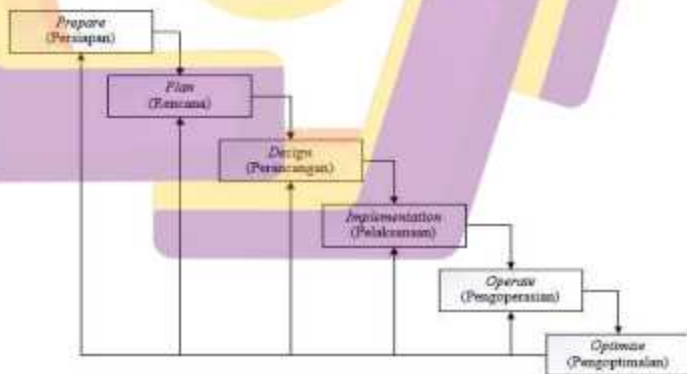 Prepare
(Persiapan)
Plan
(Rencana)
Design
(Perancangan)
Implementation
(Pelaksanaan)
Operate
(Pengoperasian)
Optimize
(Pengoptimalan)